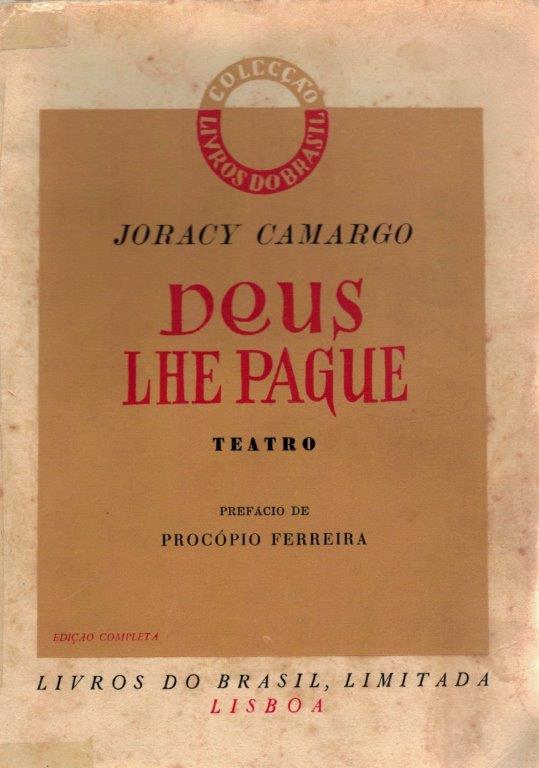 COLECÇÃO
LIVROS DO BRASIL
JORACY CAMARGO
DEUS
LHE PAGUE
TEATRO
PREFÁCIO DE
PROCÓPIO FERREIRA
EDIÇÃO COMPLETA
LIVROS DO BRASIL, LIMITADA
LISBOA